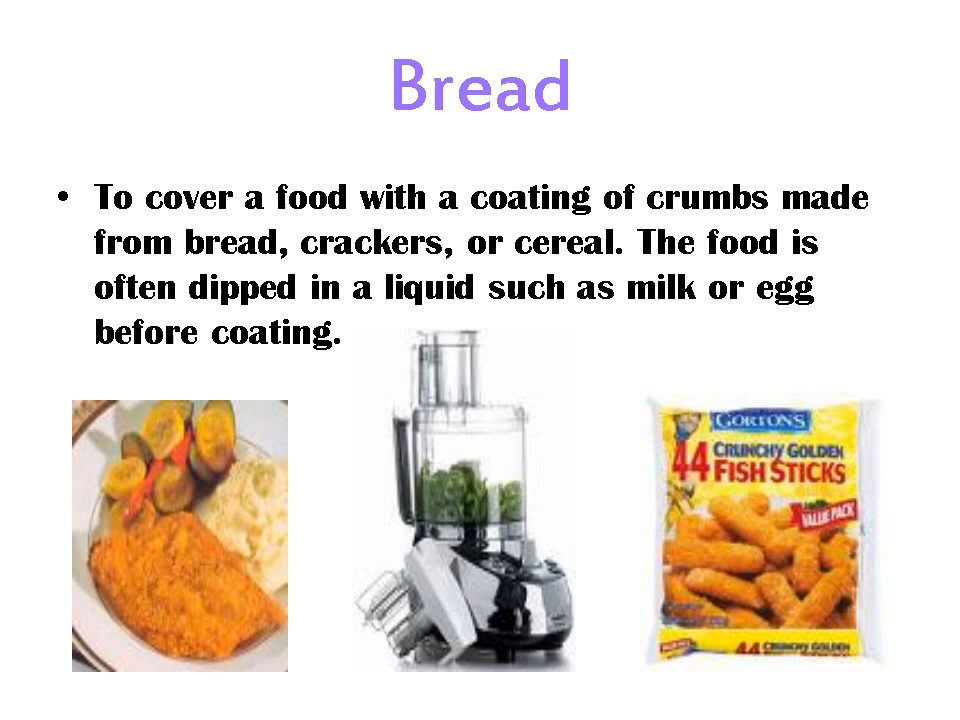 Bread
• To cover a food with a coating of crumbs made
from bread, crackers, or cereal. The food is
often dipped in a liquid such as milk or egg
before coating.
GORTON'S
44 CRUNCHY GOLDEN
FISH STICKS
VALUE PACK
44 CRUNCHY GOLDEN
FISH STICKS